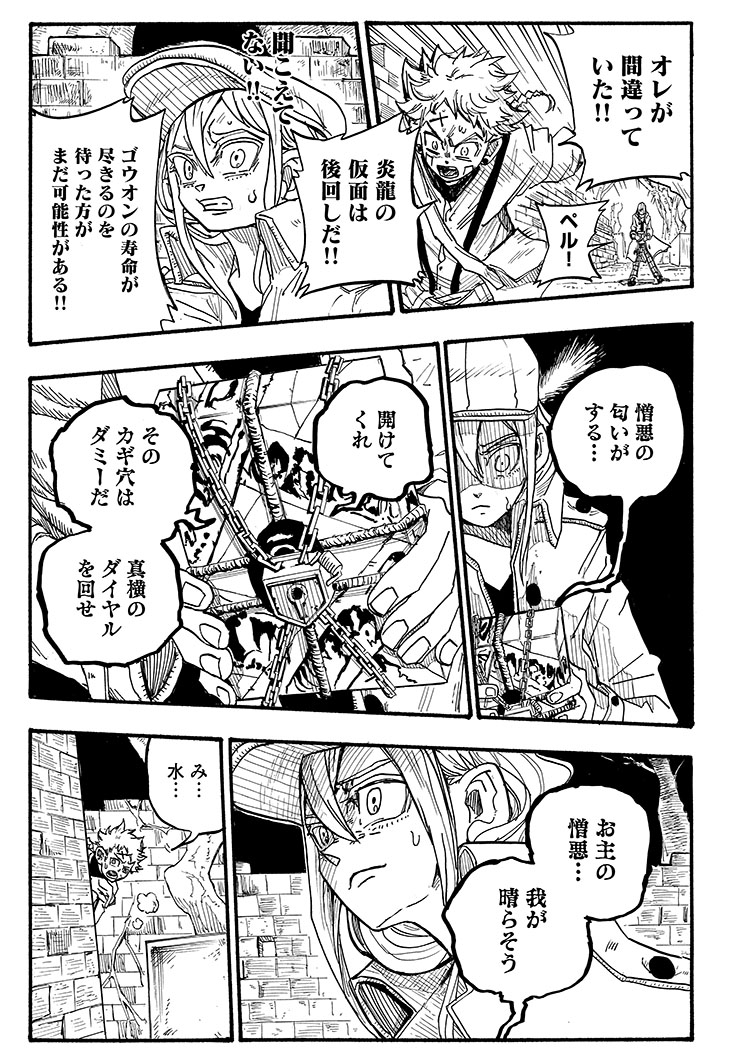 オレが
間違って
いた!!
ペル!
炎龍の
仮面は
後回しだ!!
聞こえて
ない!!
ゴウオンの寿命が
尽きるのを
待った方が
まだ可能性がある!!
憎悪の
匂いが
する…
開けて
くれ
その
カギ穴は
ダミーだ
真横の
ダイヤル
を回せ
お主の
憎悪…
我が
晴らそう
み…
水…